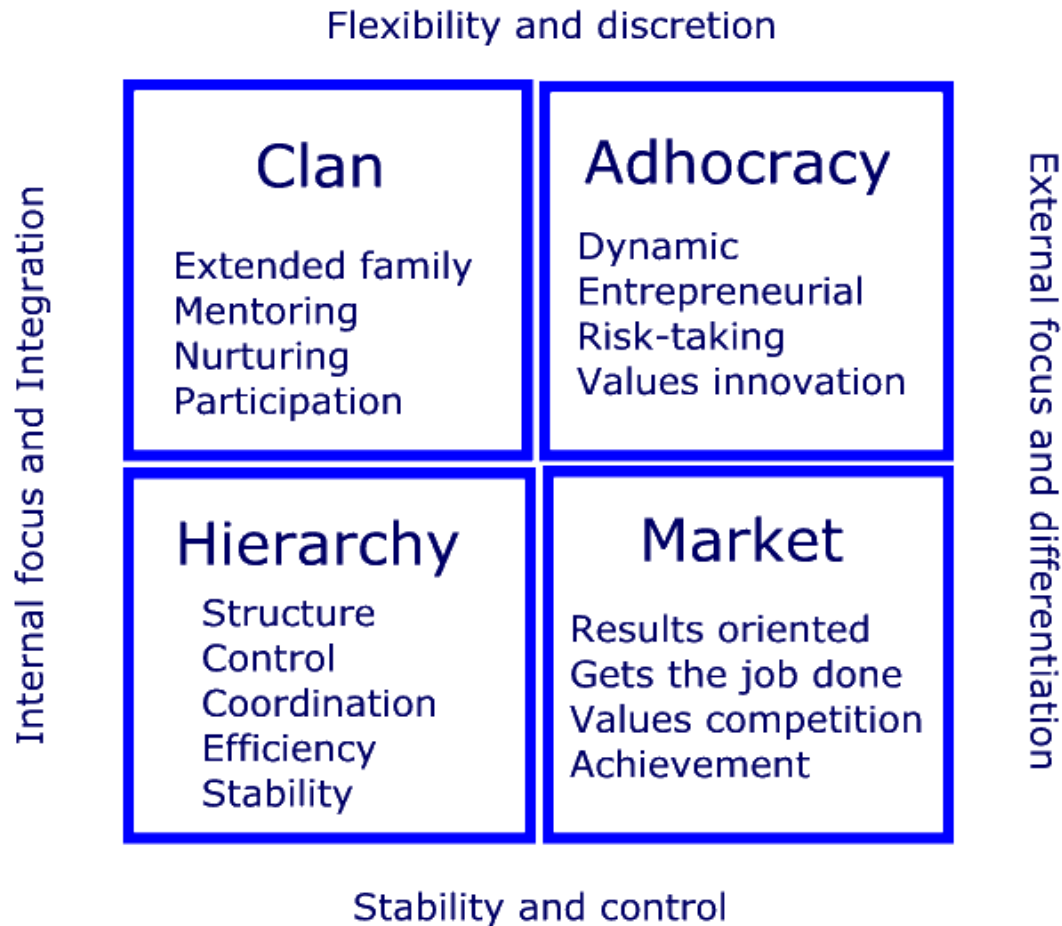 Flexibility and discretion
Internal focus and Integration
Clan
Extended family
Mentoring
Nurturing
Participation
Adhocracy
Dynamic
Entrepreneurial
Risk-taking
Values innovation
Hierarchy
Structure
Control
Coordination
Efficiency
Stability
Market
Results oriented
Gets the job done
Values competition
Achievement
External focus and differentiation
Stability and control